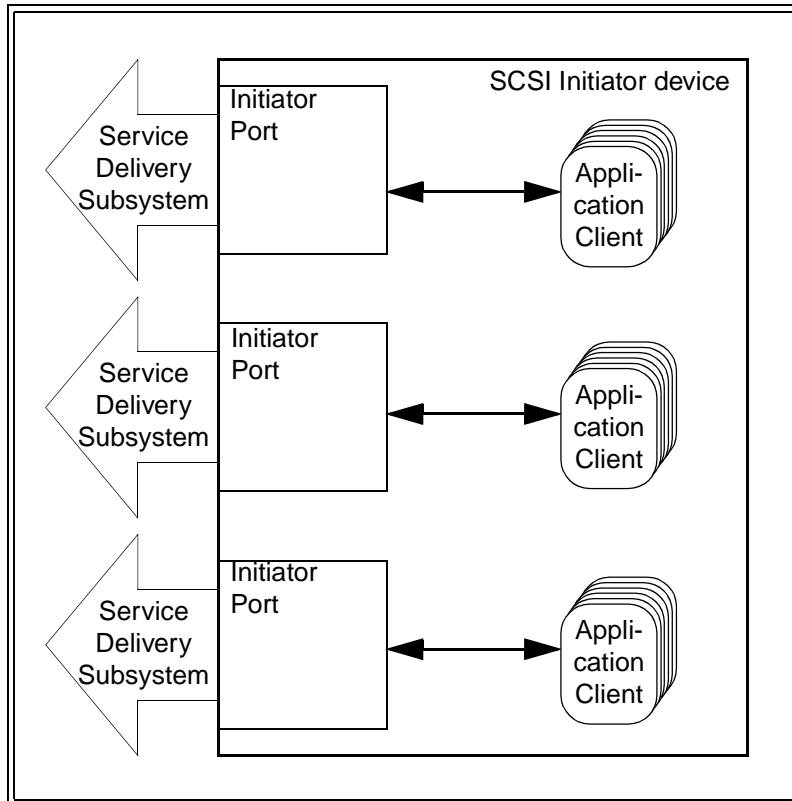 SCSI Initiator device
Service
Delivery
Subsystem
Initiator
Port
Appli-
cation
Client
Service
Delivery
Subsystem
Initiator
Port
Appli-
cation
Client
Service
Delivery
Subsystem
Initiator
Port
Appli-
cation
Client